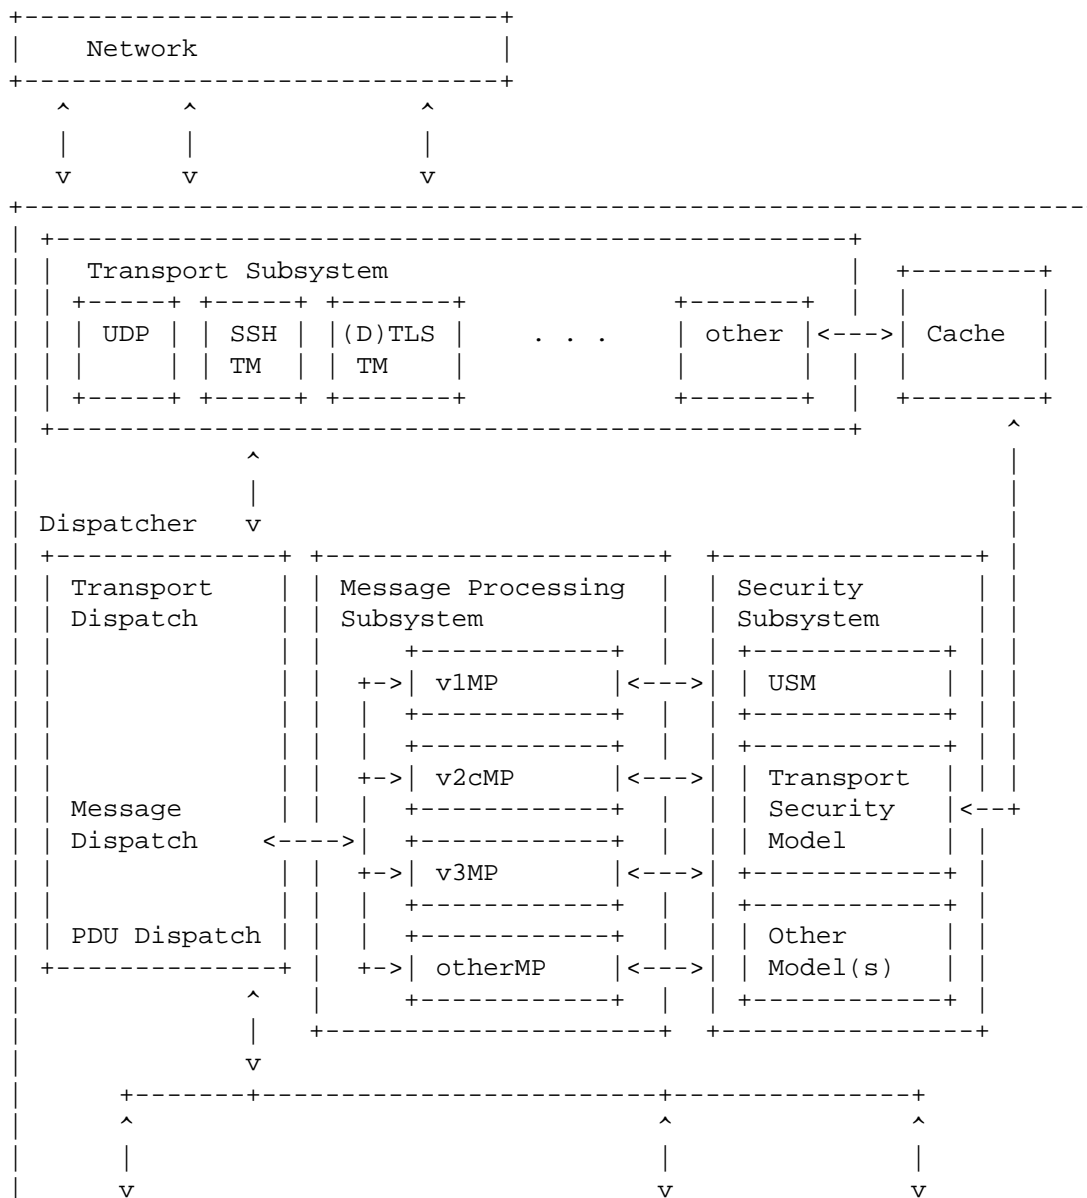 +------------------------------+
|    Network                   |
+------------------------------+
   ^       ^              ^
   |       |              |
   v       v              v
+-------------------------------------------------------------------
| +--------------------------------------------------+
| |  Transport Subsystem                             |  +--------+
| | +-----+ +-----+ +-------+             +-------+  |  |        |
| | | UDP | | SSH | |(D)TLS |    . . .    | other |<--->| Cache  |
| | |     | | TM  | | TM    |             |       |  |  |        |
| | +-----+ +-----+ +-------+             +-------+  |  +--------+
| +--------------------------------------------------+         ^
|              ^                                               |
|              |                                               |
| Dispatcher   v                                               |
| +--------------+ +---------------------+  +----------------+ |
| | Transport    | | Message Processing  |  | Security       | |
| | Dispatch     | | Subsystem           |  | Subsystem      | |
| |              | |     +------------+  |  | +------------+ | |
| |              | |  +->| v1MP       |<--->| | USM        | | |
| |              | |  |  +------------+  |  | +------------+ | |
| |              | |  |  +------------+  |  | +------------+ | |
| |              | |  +->| v2cMP      |<--->| | Transport  | | |
| | Message      | |  |  +------------+  |  | | Security   |<--+
| | Dispatch    <---->|  +------------+  |  | | Model      | |
| |              | |  +->| v3MP       |<--->| +------------+ |
| |              | |  |  +------------+  |  | +------------+ |
| | PDU Dispatch | |  |  +------------+  |  | | Other      | |
| +--------------+ |  +->| otherMP    |<--->| | Model(s)   | |
|              ^   |     +------------+  |  | +------------+ |
|              |   +---------------------+  +----------------+
|              v
|      +-------+-------------------------+---------------+
|      ^                                 ^               ^
|      |                                 |               |
|      v                                 v               v